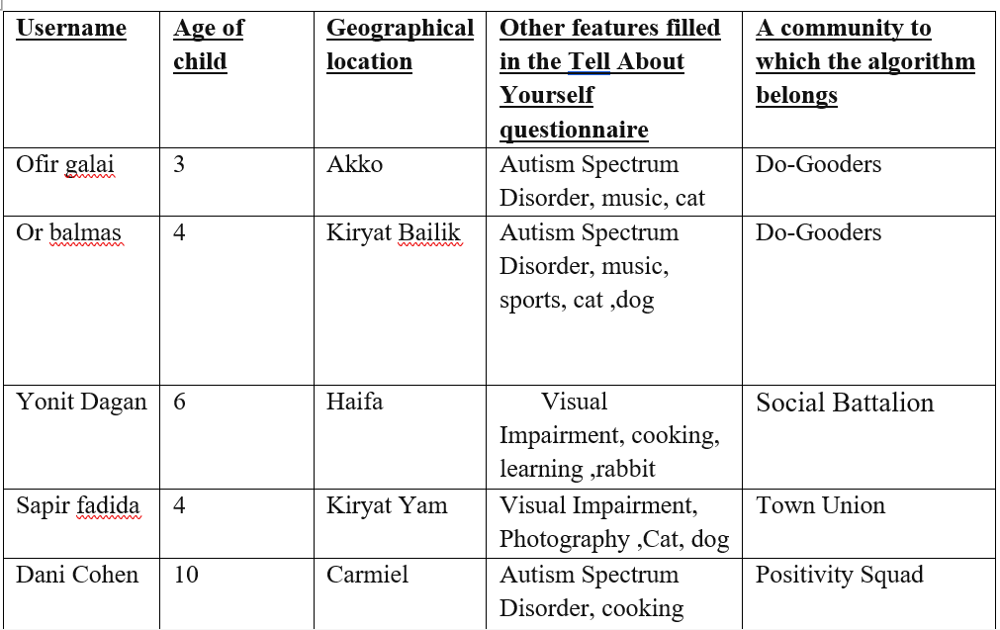 Username
Age of
child
Geographical
location
Other features filled
in the Tell About
Yourself
questionnaire
A community to
which the algorithm
belongs
Ofir galai
3
Akko
Autism Spectrum
Disorder, music, cat
Do-Gooders
Or balmas
4
Kiryat Bailik
Autism Spectrum
Disorder, music,
sports, cat ,dog
Do-Gooders
Yonit Dagan
6
Haifa
Visual
Impairment, cooking,
learning ,rabbit
Social Battalion
Sapir fadida
4
Kiryat Yam
Visual Impairment,
Photography ,Cat, dog
Town Union
Dani Cohen
10
Carmiel
Autism Spectrum
Disorder, cooking
Positivity Squad